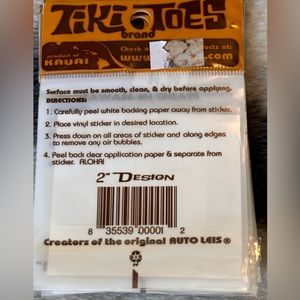 TIKI TOES
brand
product of
KAUAI
Surface must be smooth, clean, & dry before applying.
DIRECTIONS:
1. Carefully peel white backing paper away from sticker.
2. Place vinyl sticker in desired location.
3. Press down on all areas of sticker and along edges
to remove any air bubbles.
4. Peel back clear application paper & separate from
sticker. ALOHA!
2" DESIGN
8 35539 00001 2
Creators of the original AUTO LEIS ®